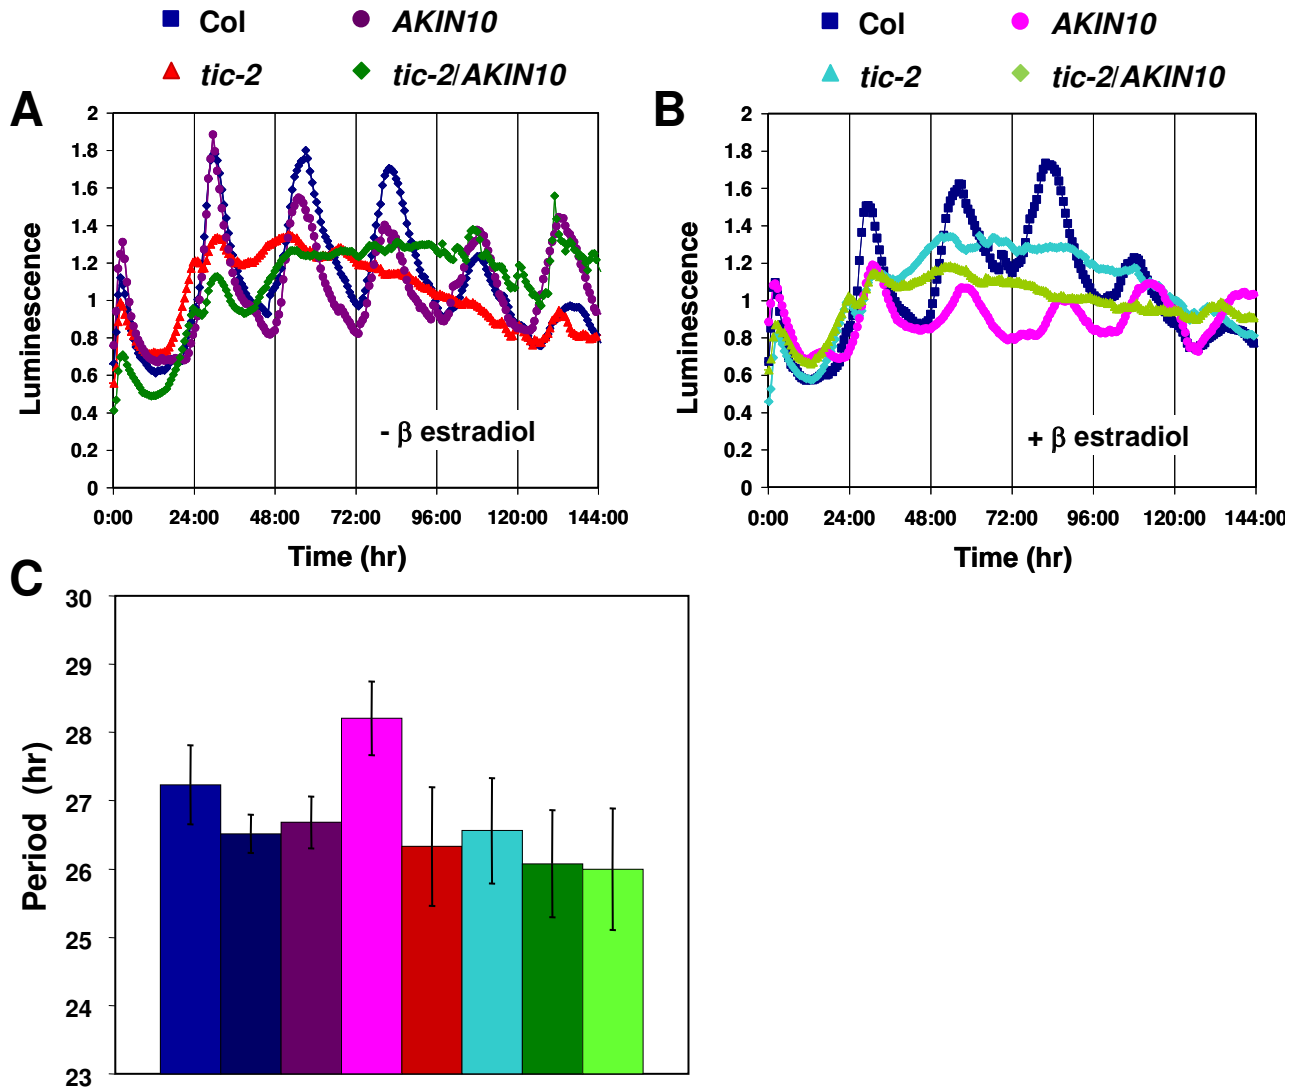 Col AKIN10
tic-2 tic-2/AKIN10
Col AKIN10
tic-2 tic-2/AKIN10
A
2
1.8
1.6
1.4
1.2
1
0.8
0.6
0.4
0.2
0
Luminescence
- β estradiol
0:00 24:00 48:00 72:00 96:00 120:00 144:00
Time (hr)
B
2
1.8
1.6
1.4
1.2
1
0.8
0.6
0.4
0.2
0
Luminescence
+ β estradiol
0:00 24:00 48:00 72:00 96:00 120:00 144:00
Time (hr)
C
30
29
28
27
26
25
24
23
Period (hr)